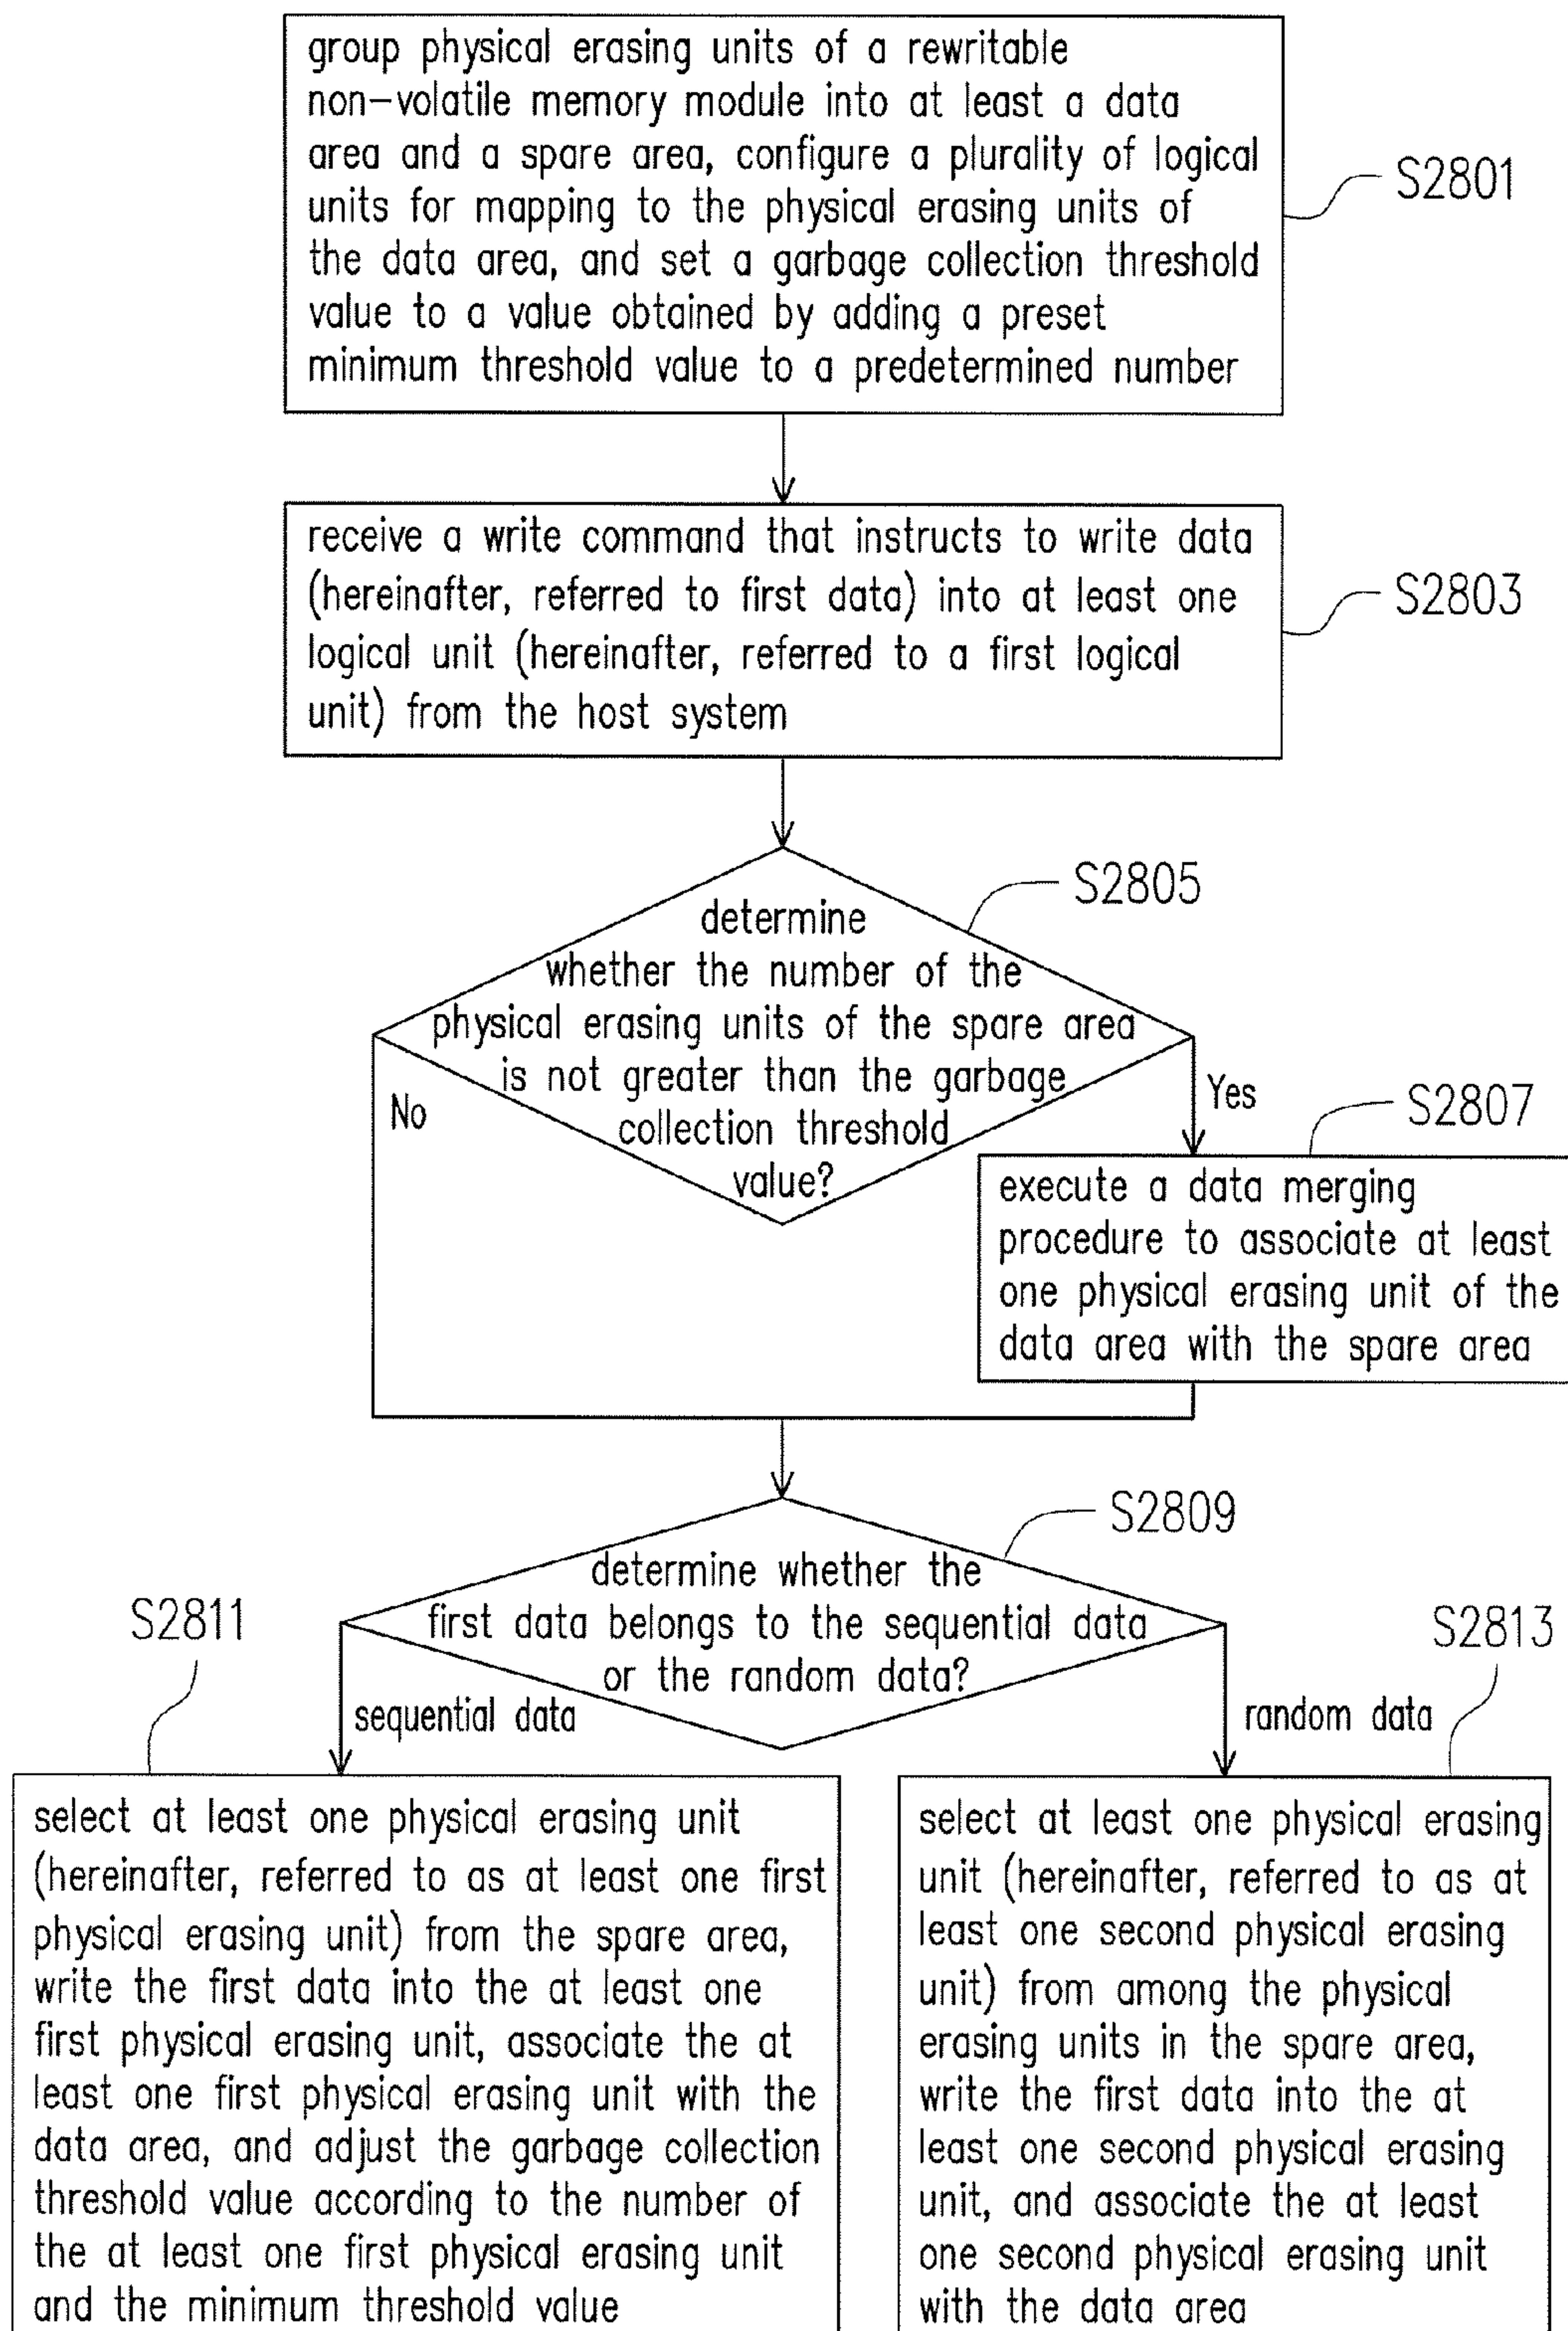 group physical erasing units of a rewritable
non-volatile memory module into at least a data
area and a spare area, configure a plurality of logical
units for mapping to the physical erasing units of
the data area, and set a garbage collection threshold
value to a value obtained by adding a preset
minimum threshold value to a predetermined number
S2801
receive a write command that instructs to write data
(hereinafter, referred to first data) into at least one
logical unit (hereinafter, referred to a first logical
unit) from the host system
S2803
S2805
determine
whether the number of the
physical erasing units of the spare area
is not greater than the garbage
collection threshold
value?
No
Yes
S2807
execute a data merging
procedure to associate at least
one physical erasing unit of the
data area with the spare area
S2809
determine whether the
first data belongs to the sequential data
or the random data?
S2811
sequential data
S2813
random data
select at least one physical erasing unit
(hereinafter, referred to as at least one first
physical erasing unit) from the spare area,
write the first data into the at least one
first physical erasing unit, associate the at
least one first physical erasing unit with the
data area, and adjust the garbage collection
threshold value according to the number of
the at least one first physical erasing unit
and the minimum threshold value
select at least one physical erasing
unit (hereinafter, referred to as at
least one second physical erasing
unit) from among the physical
erasing units in the spare area,
write the first data into the at
least one second physical erasing
unit, and associate the at least
one second physical erasing unit
with the data area